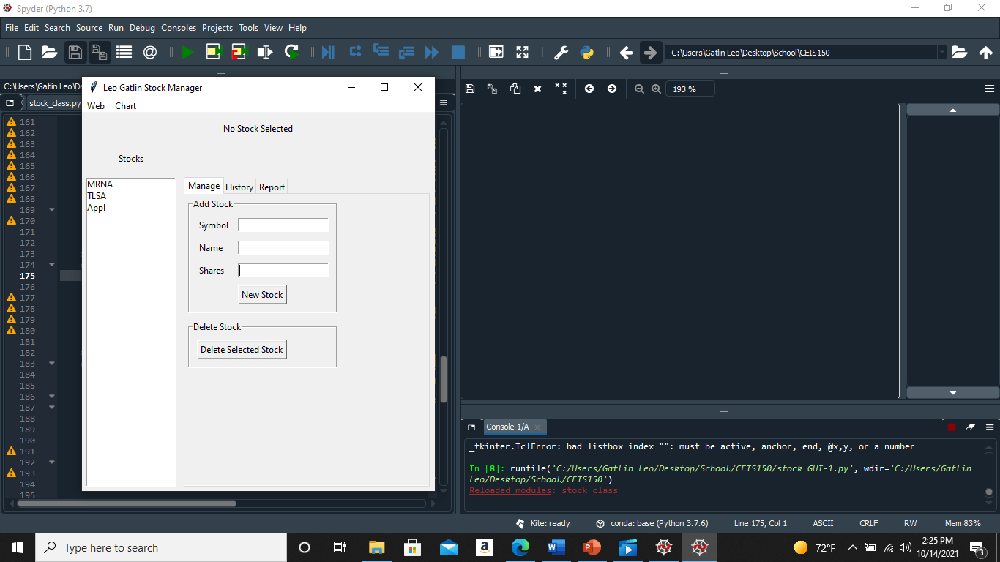 Spyder (Python 3.7)
File Edit Search Source Run Debug Consoles Projects Tools View Help
C:\Users\Gatlin Leo\Desktop\School\CEIS150
C:\Users\Gatlin Leo\De
stock_class.py
161
162
163
164
165
166
167
168
169
170
171
172
173
174
175
176
177
178
179
180
181
182
183
184
185
186
187
188
189
190
191
192
193
194
195
Leo Gatlin Stock Manager
Web Chart
No Stock Selected
Stocks
MRNA
TLSA
Appl
Manage History Report
Add Stock
Symbol
Name
Shares
New Stock
Delete Stock
Delete Selected Stock
193 %
Console 1/A
_tkinter.TclError: bad listbox index "": must be active, anchor, end, @x,y, or a number
In [8]: runfile('C:/Users/Gatlin Leo/Desktop/School/CEIS150/stock_GUI-1.py', wdir='C:/Users/Gatlin
Leo/Desktop/School/CEIS150')
Reloaded modules: stock_class
Kite: ready conda: base (Python 3.7.6) Line 175, Col 1 ASCII CRLF RW Mem 83%
Type here to search
72°F
2:25 PM
10/14/2021
3